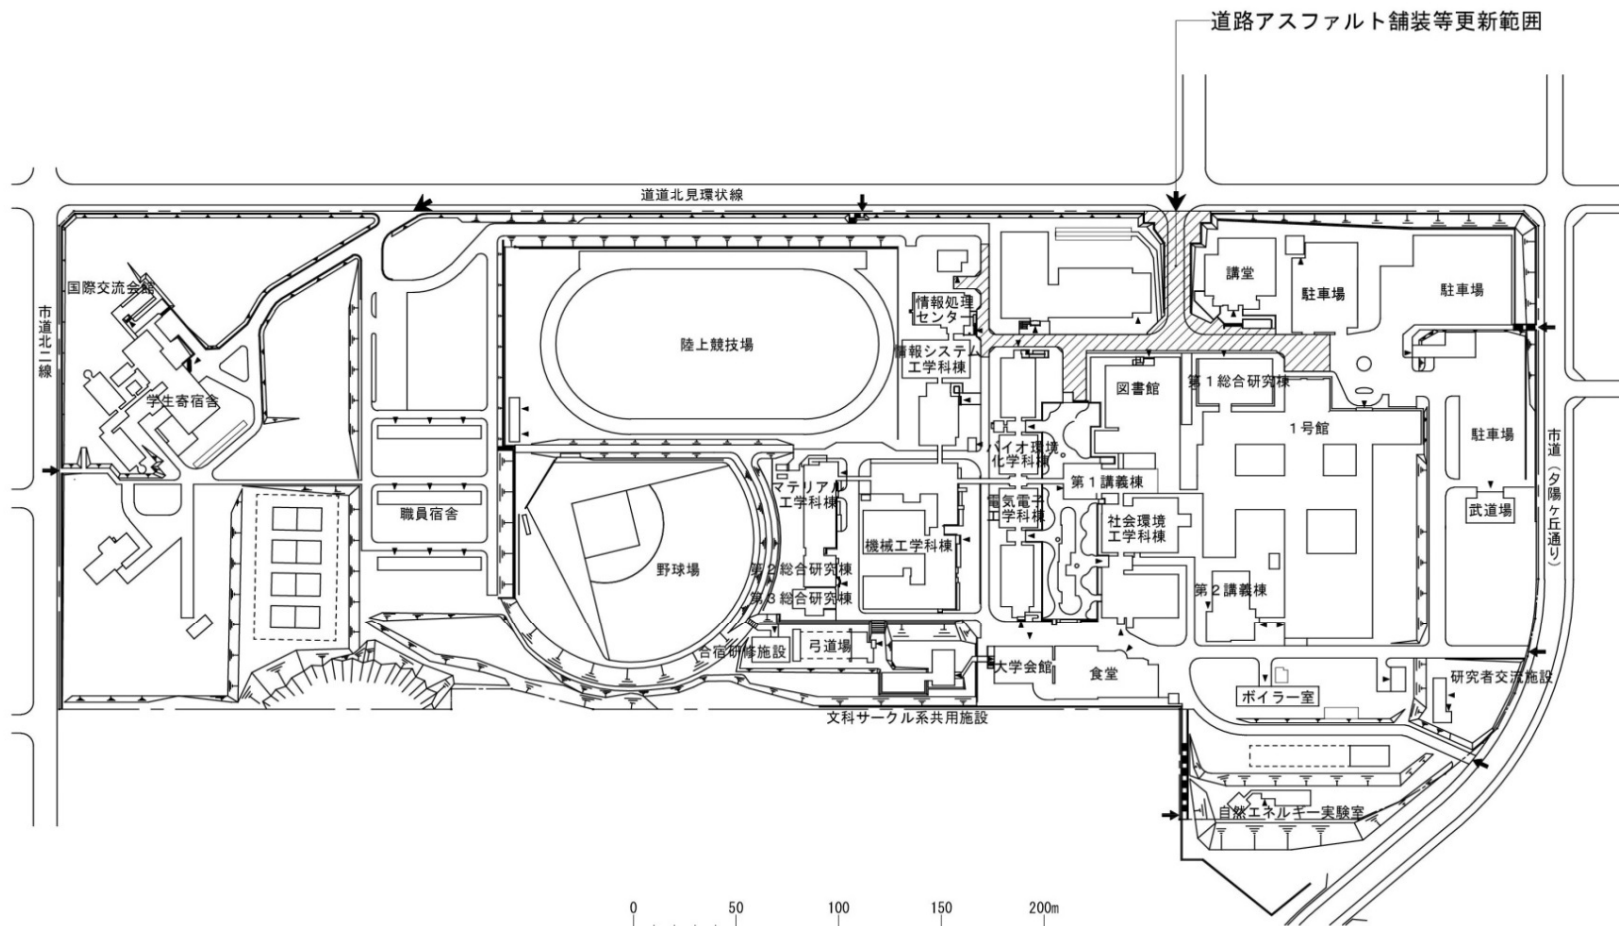 道路アスファルト舗装等更新範囲
道道北見環状線
市道北二線
国際交流会館
学生寄宿舎
職員宿舎
陸上競技場
野球場
情報処理
センター
情報システム
工学科棟
講堂
駐車場
駐車場
図書館
第1総合研究棟
1号館
駐車場
武道場
市道(夕陽ヶ丘通り)
バイオ環境
化学科棟
第1講義棟
マテリアル
工学科棟
電気電子
工学科棟
社会環境
工学科棟
機械工学科棟
第2総合研究棟
第3総合研究棟
第2講義棟
合宿研修施設
弓道場
大学会館
食堂
ボイラー室
研究者交流施設
文科サークル系共用施設
自然エネルギー実験室
0 50 100 150 200m